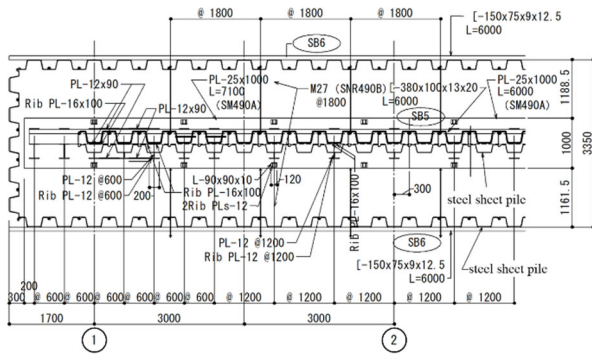 @ 1800
@ 1800
@ 1800
[-150x75x9x12.5
L=6000
SB6
PL-12x90
Rib PL-16x100
PL-12x90
PL-25x1000
L=7100
(SM490A)
M27 (SNR490B)
@1800
[-380x100x13x20
L=6000
SB5
PL-25x1000
L=6000
(SM490A)
1188.5
1000
3350
1161.5
PL-12 @600
Rib PL-12 @600
200
Rib PL-16x100
2Rib PLs-12
L-90x90x10
120
Rib PL-16x100
300
steel sheet pile
PL-12 @1200
Rib PL-12 @1200
SB6
[-150x75x9x12.5
L=6000
steel sheet pile
200
300
@ 600
@ 600
@ 600
@ 600
@ 600
@ 600
@ 1200
@ 1200
@ 1200
@ 1200
1700
3000
3000
1
2